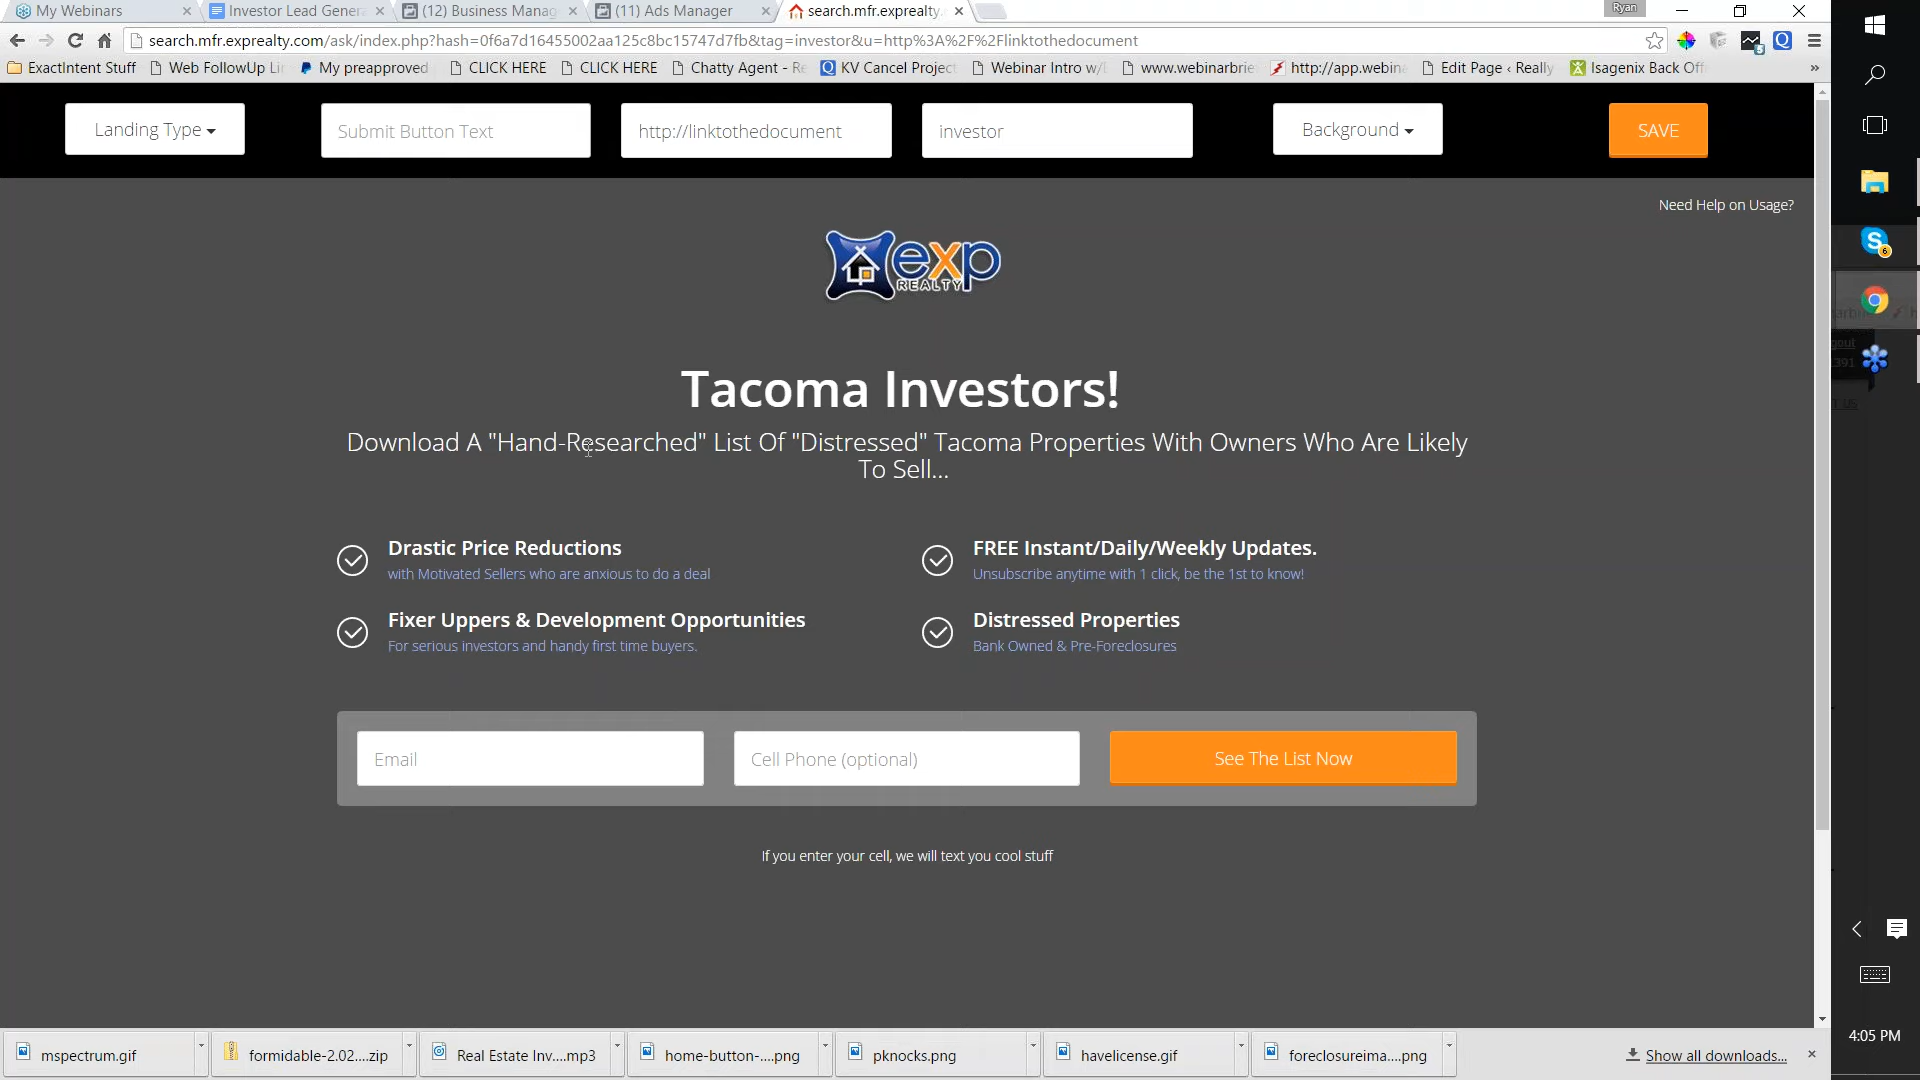 My Webinars
Investor Lead Genera
(12) Business Manag
(11) Ads Manager
search.mfr.exprealty.
Ryan
search.mfr.exprealty.com/ask/index.php?hash=0f6a7d16455002aa125c8bc15747d7fb&tag=investor&u=http%3A%2F%2Flinktothedocument
ExactIntent Stuff
Web FollowUp Li
My preapproved
CLICK HERE
CLICK HERE
Chatty Agent - Re
KV Cancel Project
Webinar Intro w/
www.webinarbrie
http://app.webina
Edit Page ‹ Really
Isagenix Back Off
»
Landing Type
Submit Button Text
http://linktothedocument
investor
Background
SAVE
Need Help on Usage?
exp
REALTY
Tacoma Investors!
Download A "Hand-Researched" List Of "Distressed" Tacoma Properties With Owners Who Are Likely
To Sell...
Drastic Price Reductions
with Motivated Sellers who are anxious to do a deal
FREE Instant/Daily/Weekly Updates.
Unsubscribe anytime with 1 click, be the 1st to know!
Fixer Uppers & Development Opportunities
For serious investors and handy first time buyers.
Distressed Properties
Bank Owned & Pre-Foreclosures
Email
Cell Phone (optional)
See The List Now
If you enter your cell, we will text you cool stuff
mspectrum.gif
formidable-2.02....zip
Real Estate Inv....mp3
home-button-....png
pknocks.png
havelicense.gif
foreclosureima....png
Show all downloads...
4:05 PM